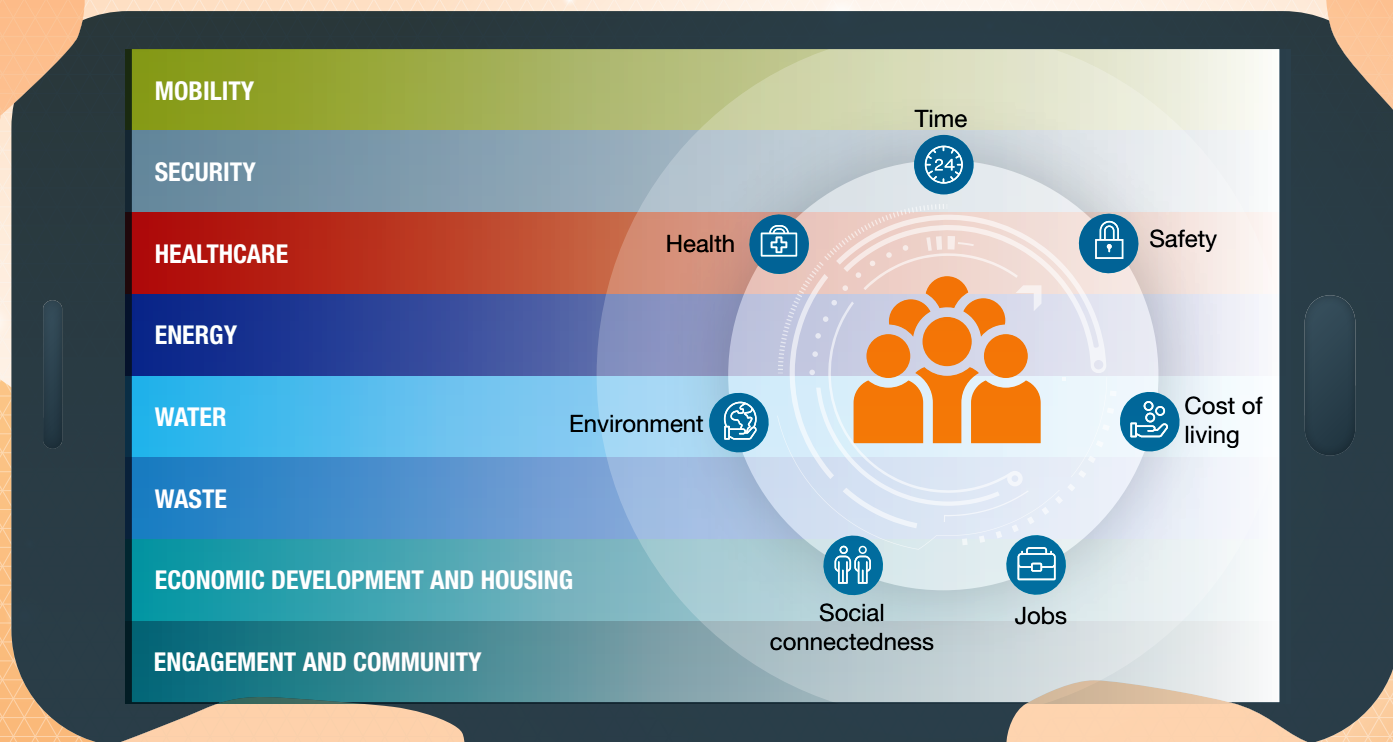 MOBILITY
SECURITY
HEALTHCARE
ENERGY
WATER
WASTE
ECONOMIC DEVELOPMENT AND HOUSING
ENGAGEMENT AND COMMUNITY
Time
24
Health
Safety
Environment
Cost of
living
Social
connectedness
Jobs